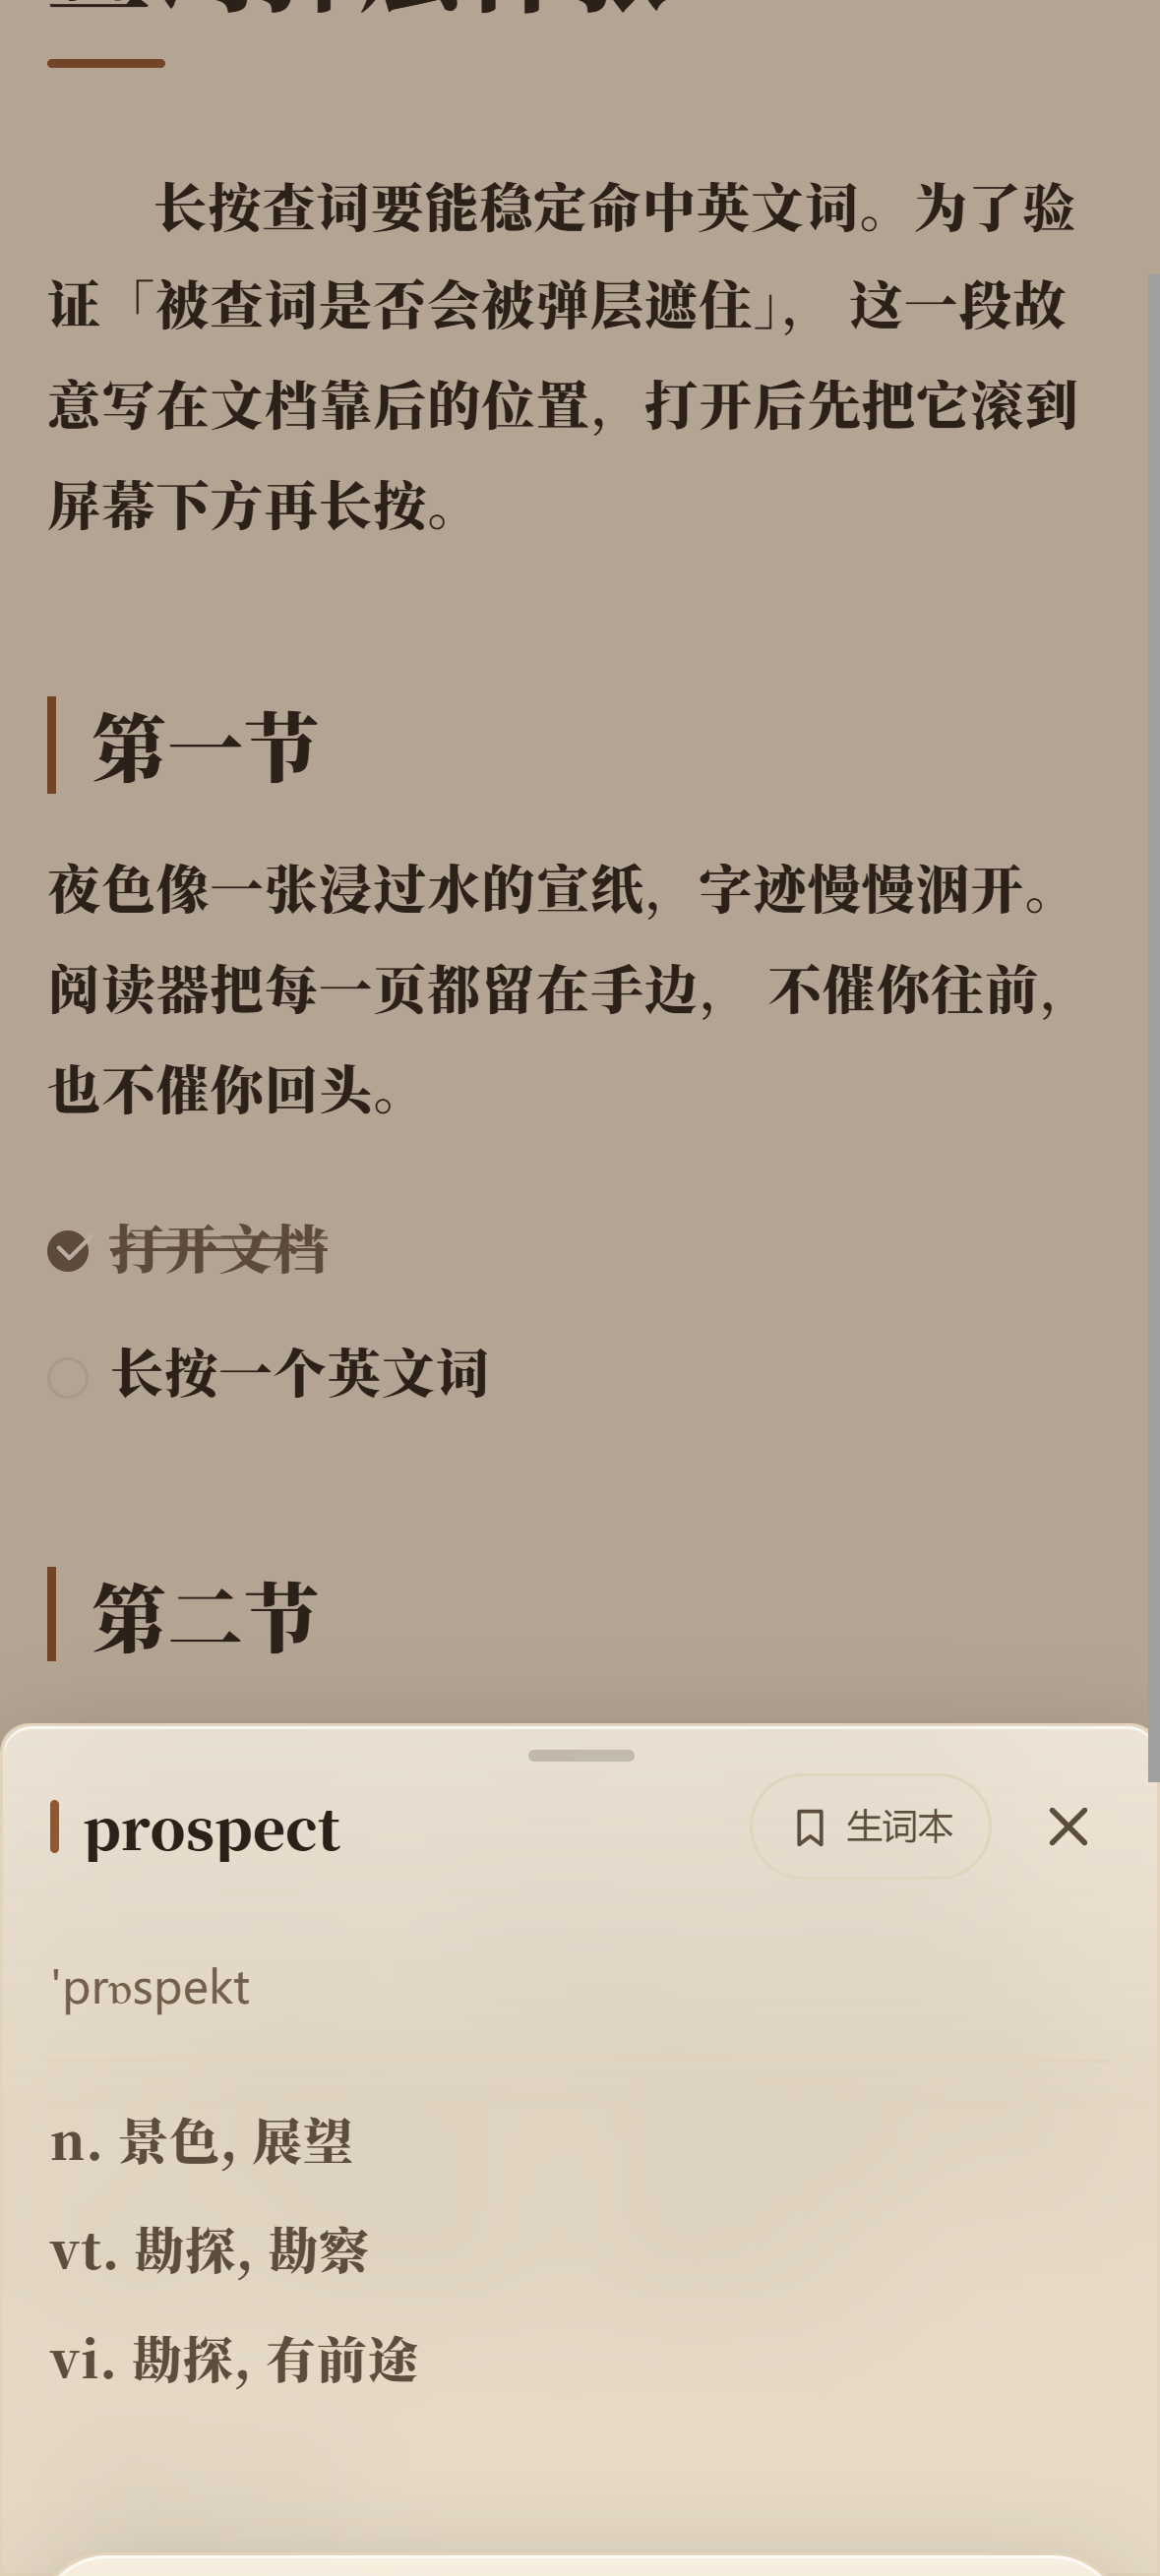 长按查词要能稳定命中英文词。为了验
证「被查词是否会被弹层遮住」， 这一段故
意写在文档靠后的位置，打开后先把它滚到
屏幕下方再长按。
第一节
夜色像一张浸过水的宣纸，字迹慢慢洇开。
阅读器把每一页都留在手边， 不催你往前，
也不催你回头。
打开文档
长按一个英文词
第二节
prospect
生词本
'prɒspekt
n. 景色, 展望
vt. 勘探, 勘察
vi. 勘探, 有前途